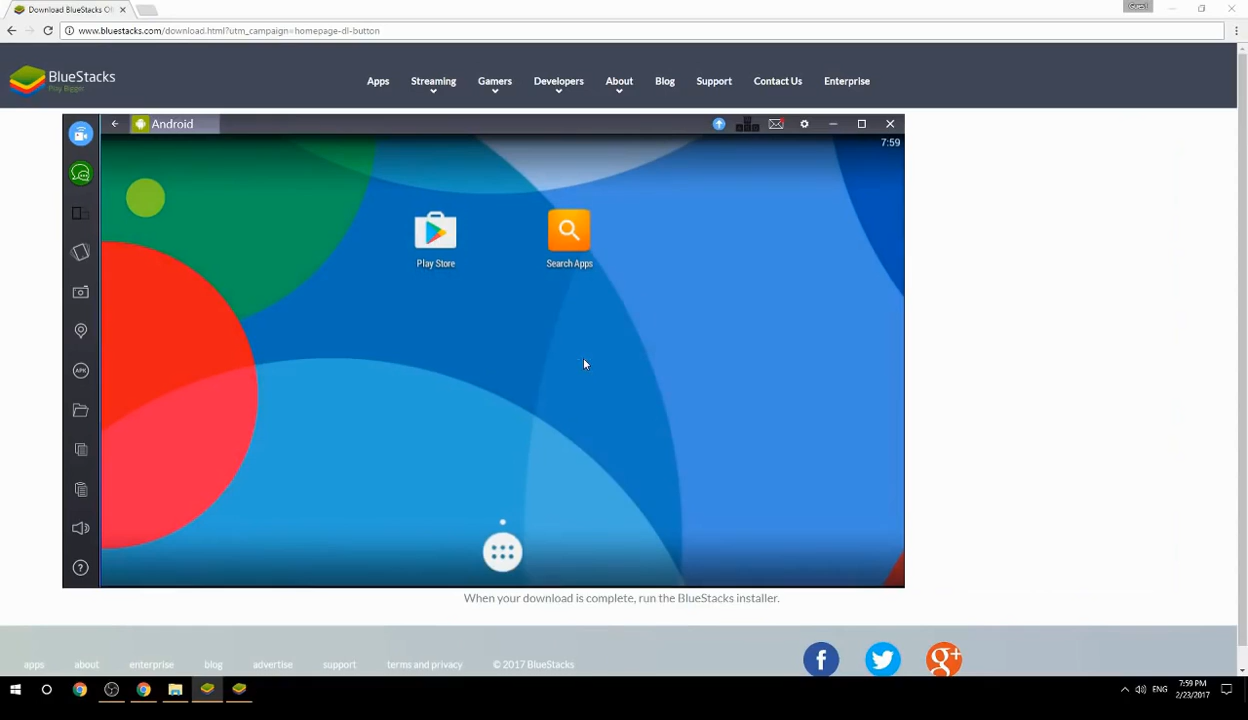 Download BlueStacks Of
Guest
www.bluestacks.com/download.html?utm_campaign=homepage-dl-button
BlueStacks
Play Bigger
Apps Streaming Gamers Developers About Blog Support Contact Us Enterprise
Android
7:59
Play Store
Search Apps
APK
When your download is complete, run the BlueStacks installer.
apps about enterprise blog advertise support terms and privacy © 2017 BlueStacks
ENG
7:59 PM
2/23/2017